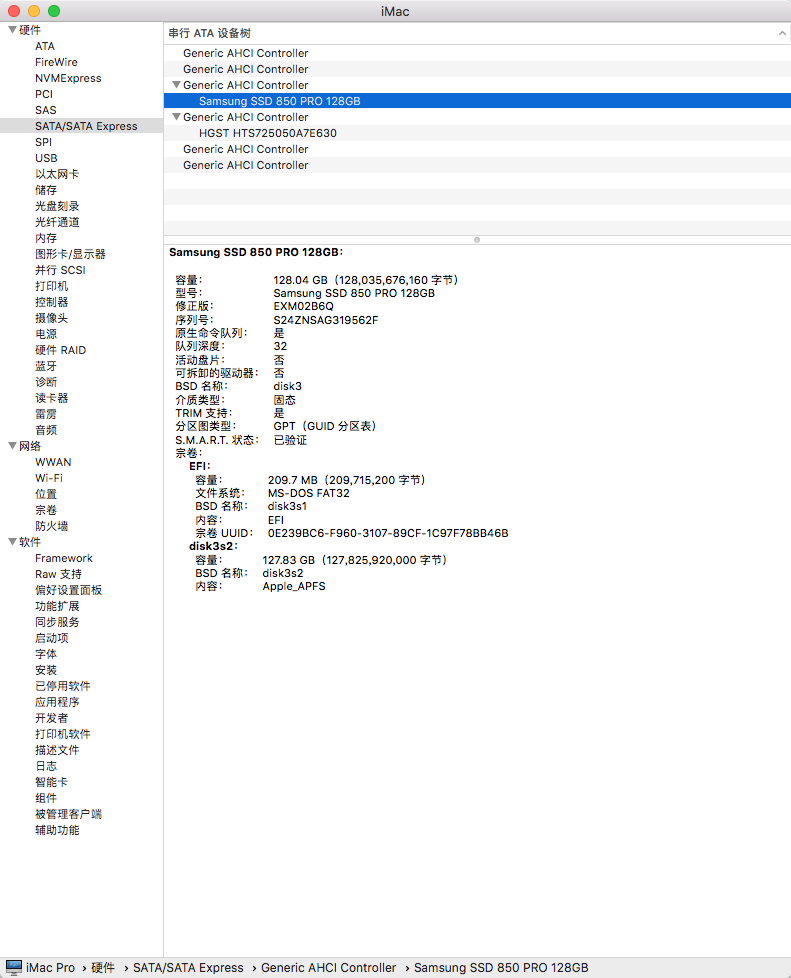 iMac
硬件
ATA
FireWire
NVMExpress
PCI
SAS
SATA/SATA Express
SPI
USB
以太网卡
储存
光盘刻录
光纤通道
内存
图形卡/显示器
并行 SCSI
打印机
控制器
摄像头
电源
硬件 RAID
蓝牙
诊断
读卡器
雷雳
音频
网络
WWAN
Wi-Fi
位置
宗卷
防火墙
软件
Framework
Raw 支持
偏好设置面板
功能扩展
同步服务
启动项
字体
安装
已停用软件
应用程序
开发者
打印机软件
描述文件
日志
智能卡
组件
被管理客户端
辅助功能
串行 ATA 设备树
Generic AHCI Controller
Generic AHCI Controller
Generic AHCI Controller
Samsung SSD 850 PRO 128GB
Generic AHCI Controller
HGST HTS725050A7E630
Generic AHCI Controller
Generic AHCI Controller
Samsung SSD 850 PRO 128GB：
容量： 128.04 GB（128,035,676,160 字节）
型号： Samsung SSD 850 PRO 128GB
修正版： EXM02B6Q
序列号： S24ZNSAG319562F
原生命令队列： 是
队列深度： 32
活动盘片： 否
可拆卸的驱动器： 否
BSD 名称： disk3
介质类型： 固态
TRIM 支持： 是
分区图类型： GPT（GUID 分区表）
S.M.A.R.T. 状态： 已验证
宗卷：
EFI：
容量： 209.7 MB（209,715,200 字节）
文件系统： MS-DOS FAT32
BSD 名称： disk3s1
内容： EFI
宗卷 UUID： 0E239BC6-F960-3107-89CF-1C97F78BB46B
disk3s2：
容量： 127.83 GB（127,825,920,000 字节）
BSD 名称： disk3s2
内容： Apple_APFS
iMac Pro › 硬件 › SATA/SATA Express › Generic AHCI Controller › Samsung SSD 850 PRO 128GB